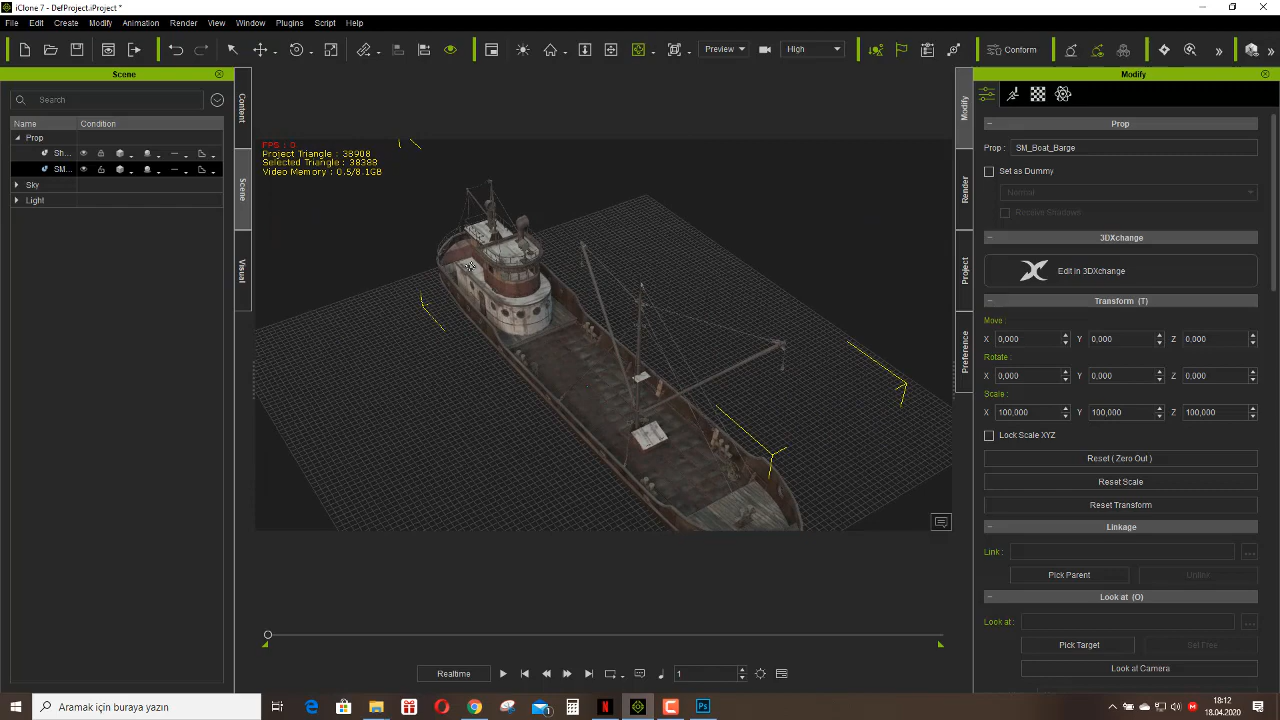 iClone 7 - DefProject.iProject *
File Edit Create Modify Animation Render View Window Plugins Script Help
Preview High Conform
Scene
Search
Name Condition
Prop
Sh...
SM...
Sky
Light
Content
Scene
Visual
FPS : 0
Project Triangle : 38908
Selected Triangle : 38388
Video Memory : 0.5/8.1GB
Realtime
1
Modify
Render
Project
Preference
Modify
Prop
Prop : SM_Boat_Barge
Set as Dummy
Normal
Receive Shadows
3DXchange
Edit in 3DXchange
Transform (T)
Move :
X 0,000 Y 0,000 Z 0,000
Rotate :
X 0,000 Y 0,000 Z 0,000
Scale :
X 100,000 Y 100,000 Z 100,000
Lock Scale XYZ
Reset ( Zero Out )
Reset Scale
Reset Transform
Linkage
Link :
Pick Parent Unlink
Look at (O)
Look at :
Pick Target Set Free
Look at Camera
Aramak için buraya yazın
18:12
18.04.2020